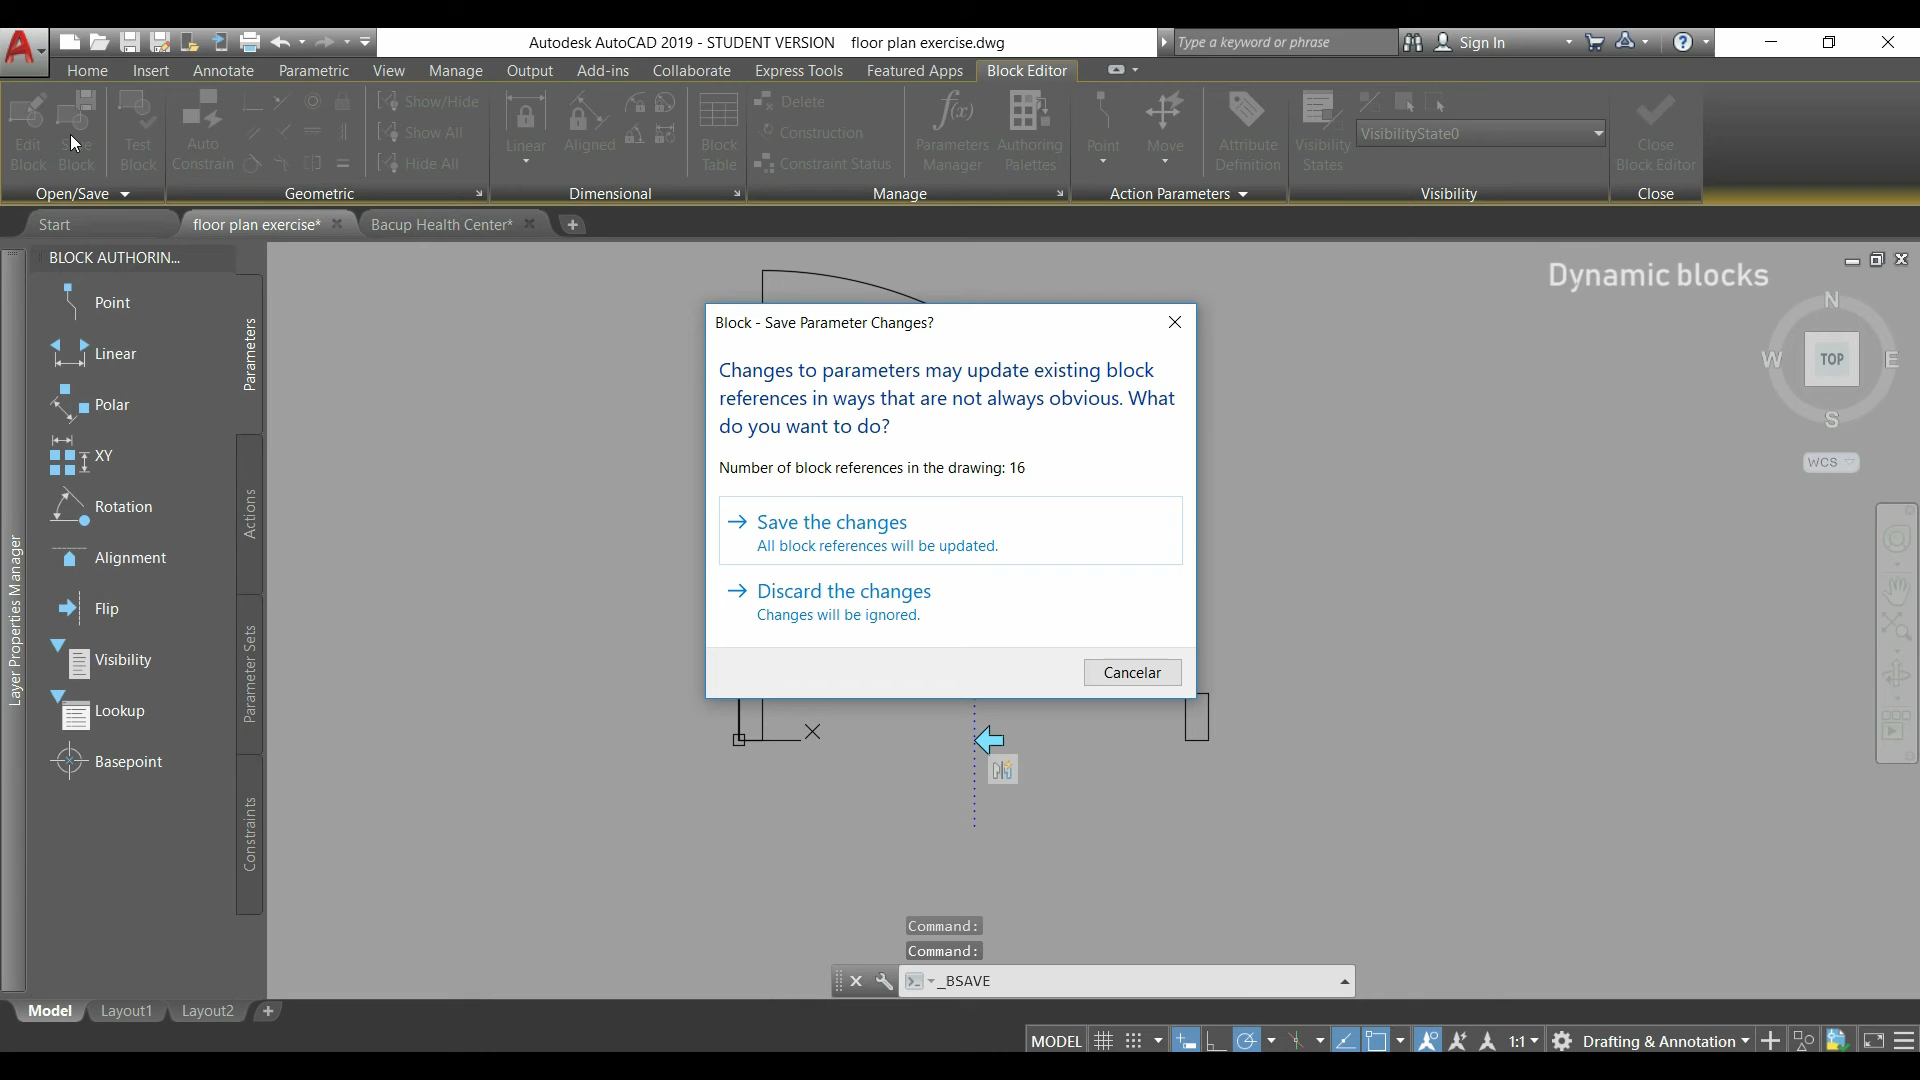 Autodesk AutoCAD 2019 - STUDENT VERSION floor plan exercise.dwg
Type a keyword or phrase
Sign In
Home Insert Annotate Parametric View Manage Output Add-ins Collaborate Express Tools Featured Apps Block Editor
Show/Hide Delete
Show All Construction VisibilityState0
Edit Block
Block
Test Block
Auto Constrain
Hide All
Linear
Aligned
Block Table
Constraint Status
Parameters Manager
Authoring Palettes
Point
Move
Attribute Definition
Visibility States
Close Block Editor
Open/Save Geometric Dimensional Manage Action Parameters Visibility Close
Start floor plan exercise* Bacup Health Center*
BLOCK AUTHORIN...
Dynamic blocks
Point
Linear
Polar
XY
Rotation
Alignment
Flip
Visibility
Lookup
Basepoint
Parameters
Actions
Parameter Sets
Constraints
Layer Properties Manager
Block - Save Parameter Changes?
Changes to parameters may update existing block
references in ways that are not always obvious. What
do you want to do?
Number of block references in the drawing: 16
Save the changes
All block references will be updated.
Discard the changes
Changes will be ignored.
Cancelar
N
W TOP E
S
WCS
Command:
Command:
_BSAVE
Model Layout1 Layout2
MODEL 1:1 Drafting & Annotation